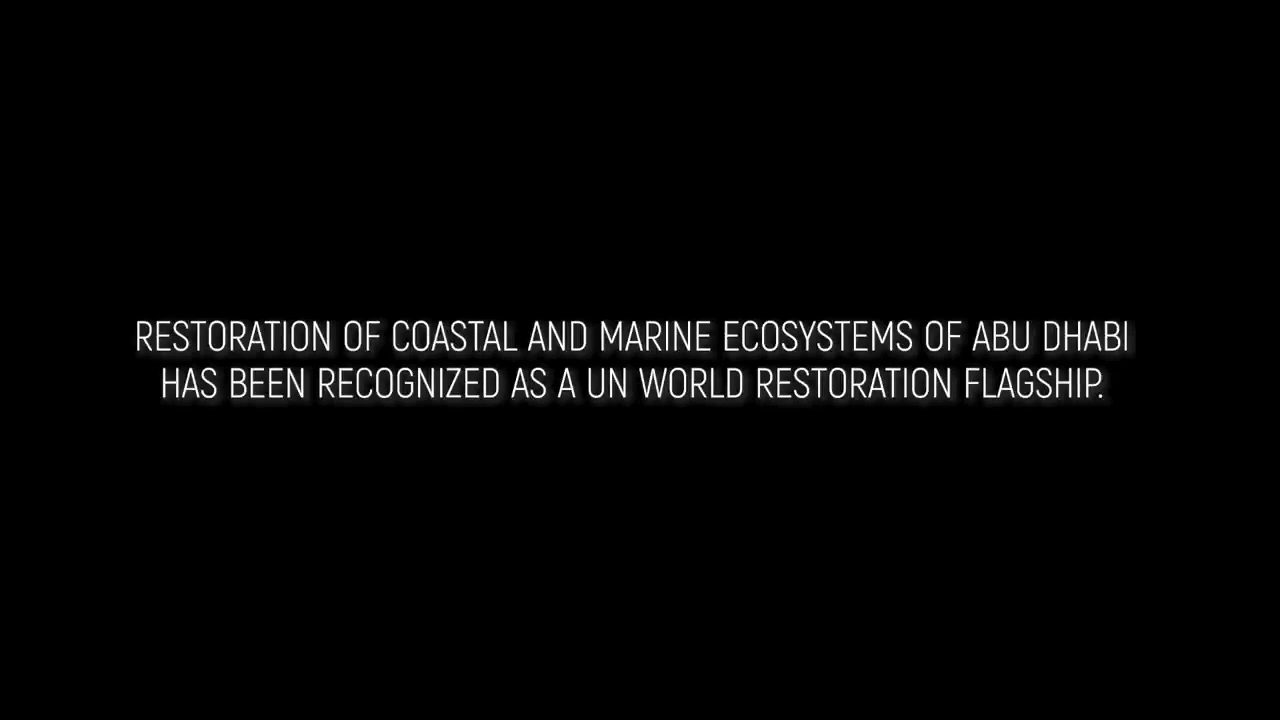 RESTORATION OF COASTAL AND MARINE ECOSYSTEMS OF ABU DHABI
HAS BEEN RECOGNIZED AS A UN WORLD RESTORATION FLAGSHIP.